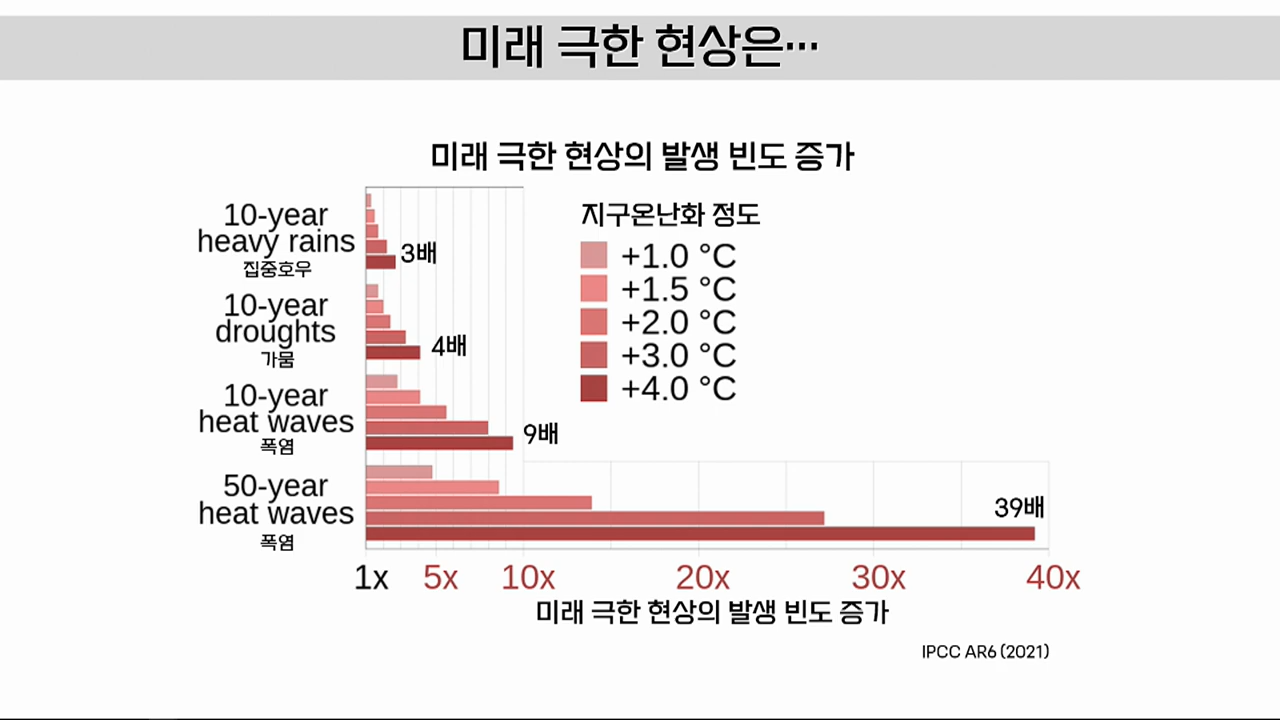 미래 극한 현상은…
미래 극한 현상의 발생 빈도 증가
10-year
heavy rains
집중호우
3배
10-year
droughts
가뭄
4배
10-year
heat waves
폭염
9배
50-year
heat waves
폭염
39배
지구온난화 정도
+1.0 °C
+1.5 °C
+2.0 °C
+3.0 °C
+4.0 °C
1x 5x 10x 20x 30x 40x
미래 극한 현상의 발생 빈도 증가
IPCC AR6 (2021)